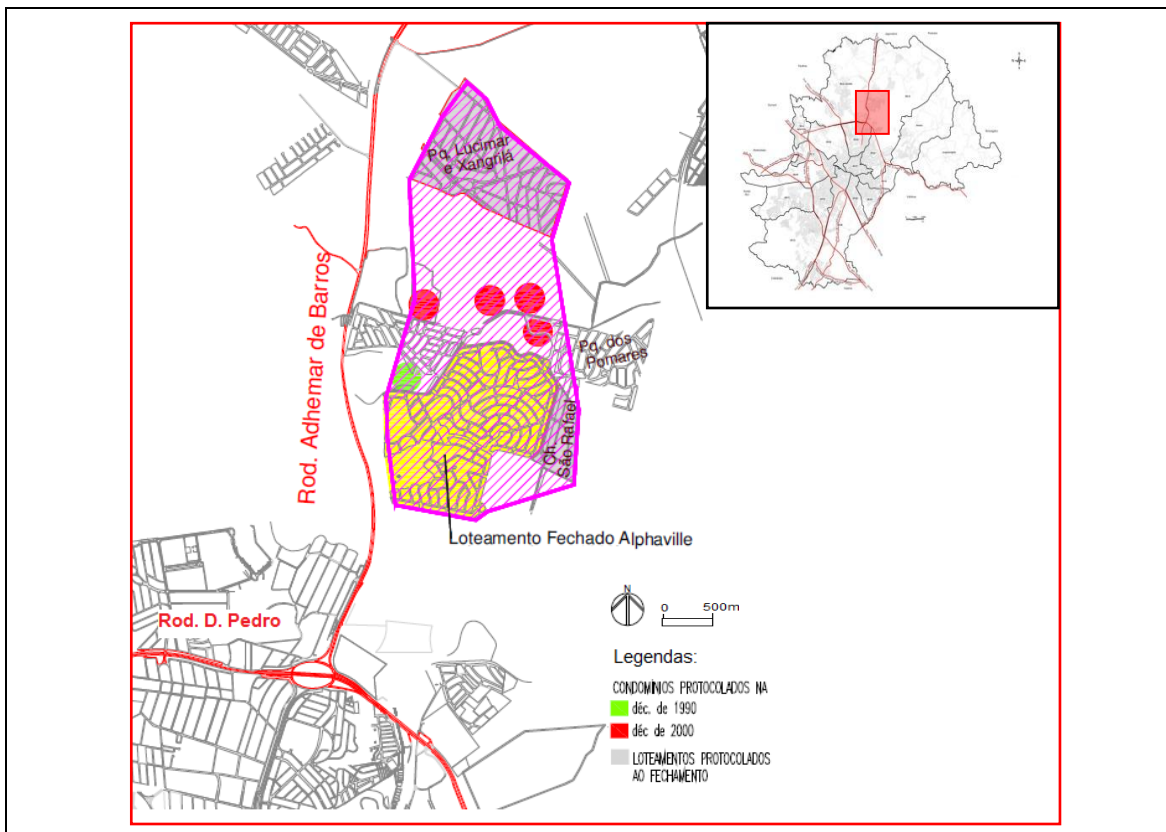 Pq. Lucimar
e Xangrilá
Rod. Adhemar de Barros
Pq. dos
Pomares
Ch.
São Rafael
Loteamento Fechado Alphaville
Rod. D. Pedro
N
0 500m
Legendas:
CONDOMÍNIOS PROTOCOLADOS NA
déc. de 1990
déc de 2000
LOTEAMENTOS PROTOCOLADOS
AO FECHAMENTO